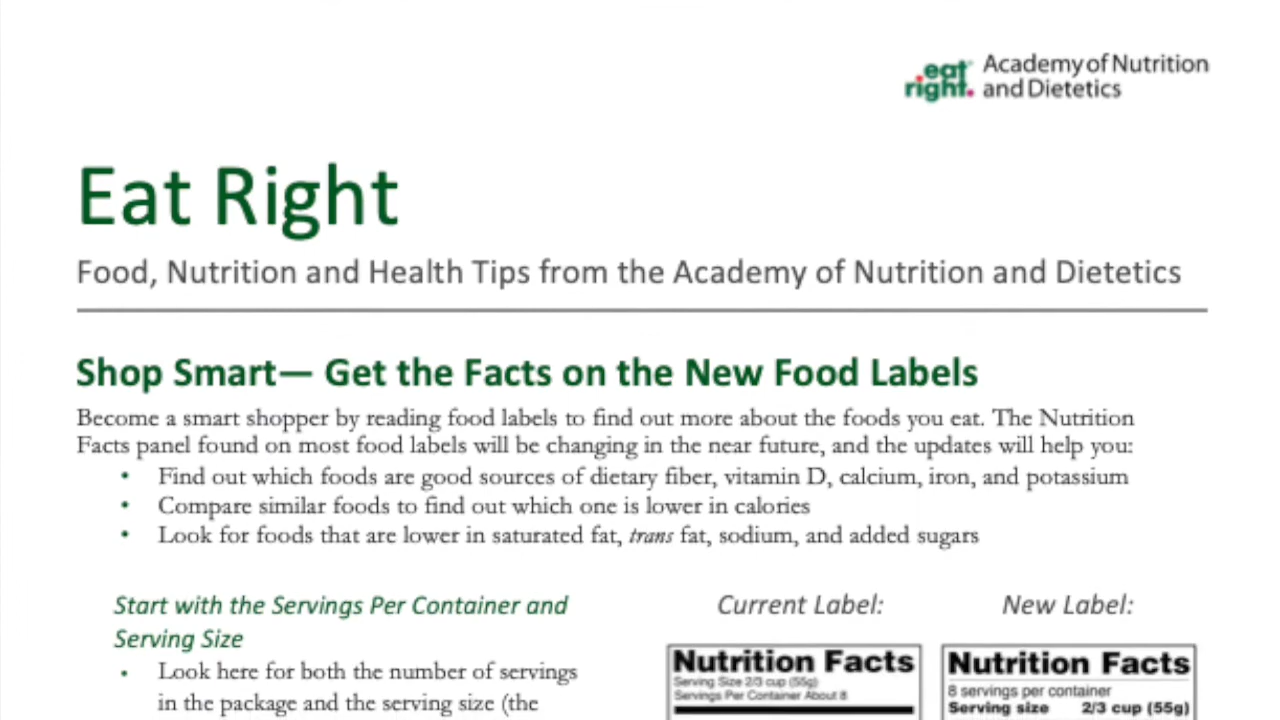 eat right. Academy of Nutrition and Dietetics
Eat Right
Food, Nutrition and Health Tips from the Academy of Nutrition and Dietetics
Shop Smart— Get the Facts on the New Food Labels
Become a smart shopper by reading food labels to find out more about the foods you eat. The Nutrition
Facts panel found on most food labels will be changing in the near future, and the updates will help you:
• Find out which foods are good sources of dietary fiber, vitamin D, calcium, iron, and potassium
• Compare similar foods to find out which one is lower in calories
• Look for foods that are lower in saturated fat, trans fat, sodium, and added sugars
Start with the Servings Per Container and
Serving Size
• Look here for both the number of servings
in the package and the serving size (the
Current Label:
Nutrition Facts
Serving Size 2/3 cup (55g)
Servings Per Container About 8
New Label:
Nutrition Facts
8 servings per container
Serving size 2/3 cup (55g)